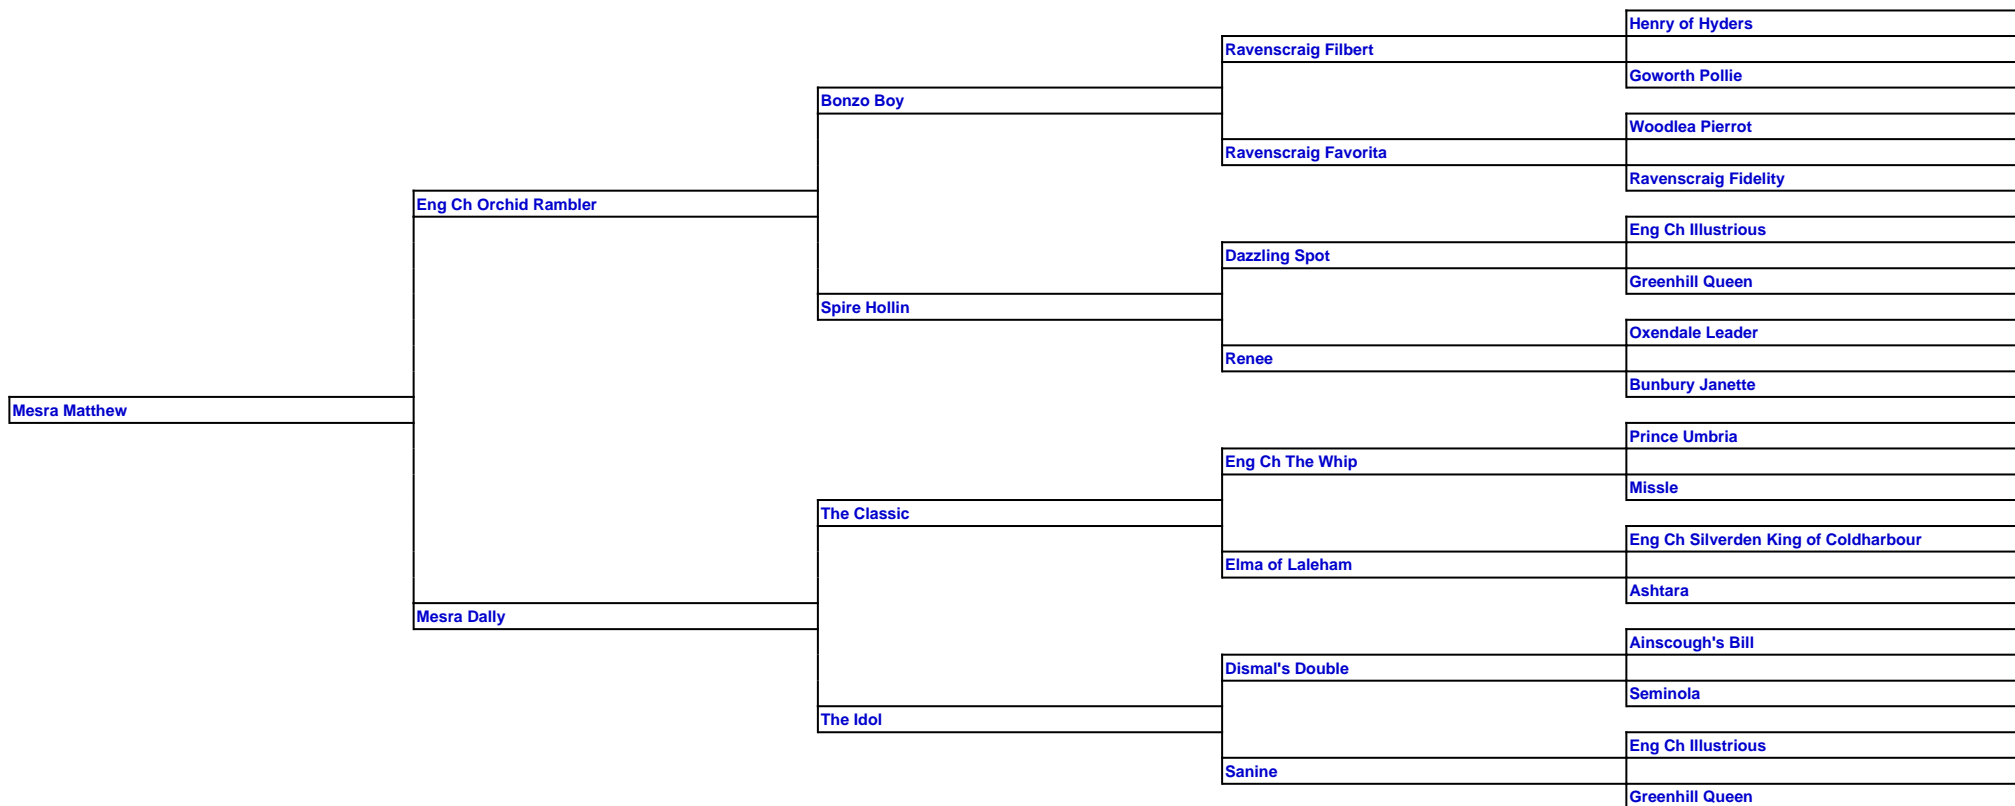 Henry of Hyders
Ravenscraig Filbert
Goworth Pollie
Bonzo Boy
Woodlea Pierrot
Ravenscraig Favorita
Ravenscraig Fidelity
Eng Ch Orchid Rambler
Eng Ch Illustrious
Dazzling Spot
Greenhill Queen
Spire Hollin
Oxendale Leader
Renee
Bunbury Janette
Mesra Matthew
Prince Umbria
Eng Ch The Whip
Missle
The Classic
Eng Ch Silverden King of Coldharbour
Elma of Laleham
Ashtara
Mesra Dally
Ainscough's Bill
Dismal's Double
Seminola
The Idol
Eng Ch Illustrious
Sanine
Greenhill Queen